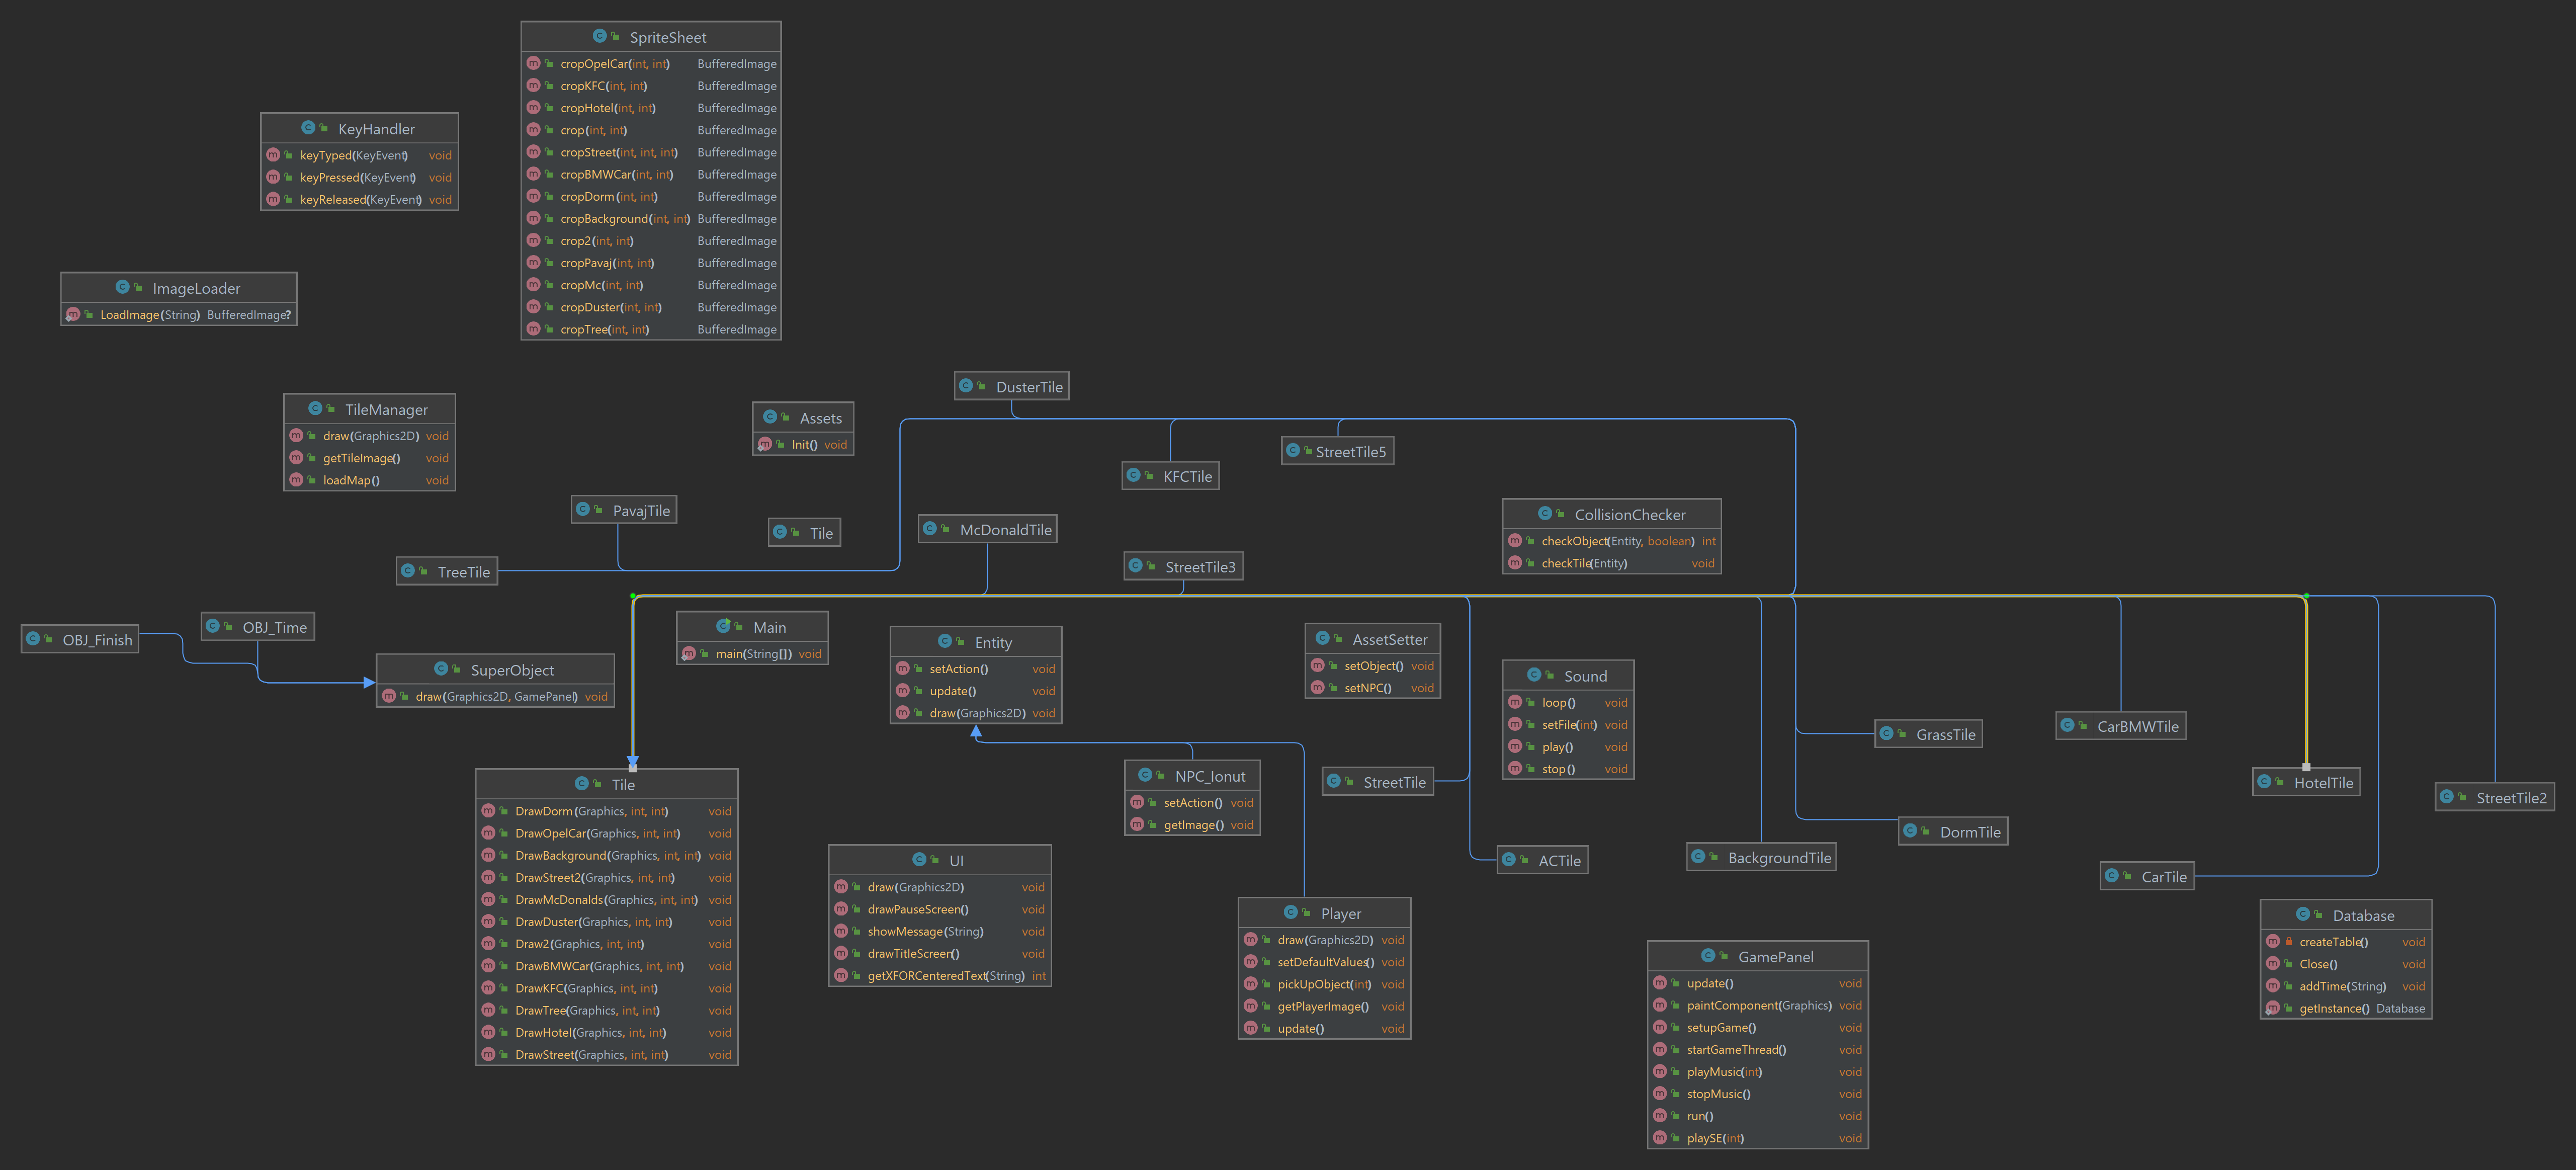 SpriteSheet
cropOpelCar(int, int) BufferedImage
cropKFC(int, int) BufferedImage
cropHotel(int, int) BufferedImage
crop(int, int) BufferedImage
cropStreet(int, int, int) BufferedImage
cropBMWCar(int, int) BufferedImage
cropDorm(int, int) BufferedImage
cropBackground(int, int) BufferedImage
crop2(int, int) BufferedImage
cropPavaj(int, int) BufferedImage
cropMc(int, int) BufferedImage
cropDuster(int, int) BufferedImage
cropTree(int, int) BufferedImage
KeyHandler
keyTyped(KeyEvent) void
keyPressed(KeyEvent) void
keyReleased(KeyEvent) void
ImageLoader
LoadImage(String) BufferedImage?
TileManager
draw(Graphics2D) void
getTileImage() void
loadMap() void
Assets
Init() void
DusterTile
KFCTile
StreetTile5
PavajTile
Tile
McDonaldTile
TreeTile
StreetTile3
CollisionChecker
checkObject(Entity, boolean) int
checkTile(Entity) void
OBJ_Finish
OBJ_Time
SuperObject
draw(Graphics2D, GamePanel) void
Main
main(String[]) void
Entity
setAction() void
update() void
draw(Graphics2D) void
AssetSetter
setObject() void
setNPC() void
Sound
loop() void
setFile(int) void
play() void
stop() void
GrassTile
CarBMWTile
HotelTile
StreetTile2
Tile
DrawDorm(Graphics, int, int) void
DrawOpelCar(Graphics, int, int) void
DrawBackground(Graphics, int, int) void
DrawStreet2(Graphics, int, int) void
DrawMcDonalds(Graphics, int, int) void
DrawDuster(Graphics, int, int) void
Draw2(Graphics, int, int) void
DrawBMWCar(Graphics, int, int) void
DrawKFC(Graphics, int, int) void
DrawTree(Graphics, int, int) void
DrawHotel(Graphics, int, int) void
DrawStreet(Graphics, int, int) void
NPC_Ionut
setAction() void
getImage() void
StreetTile
UI
draw(Graphics2D) void
drawPauseScreen() void
showMessage(String) void
drawTitleScreen() void
getXFORCenteredText(String) int
ACTile
BackgroundTile
DormTile
CarTile
Player
draw(Graphics2D) void
setDefaultValues() void
pickUpObject(int) void
getPlayerImage() void
update() void
GamePanel
update() void
paintComponent(Graphics) void
setupGame() void
startGameThread() void
playMusic(int) void
stopMusic() void
run() void
playSE(int) void
Database
createTable() void
Close() void
addTime(String) void
getInstance() Database